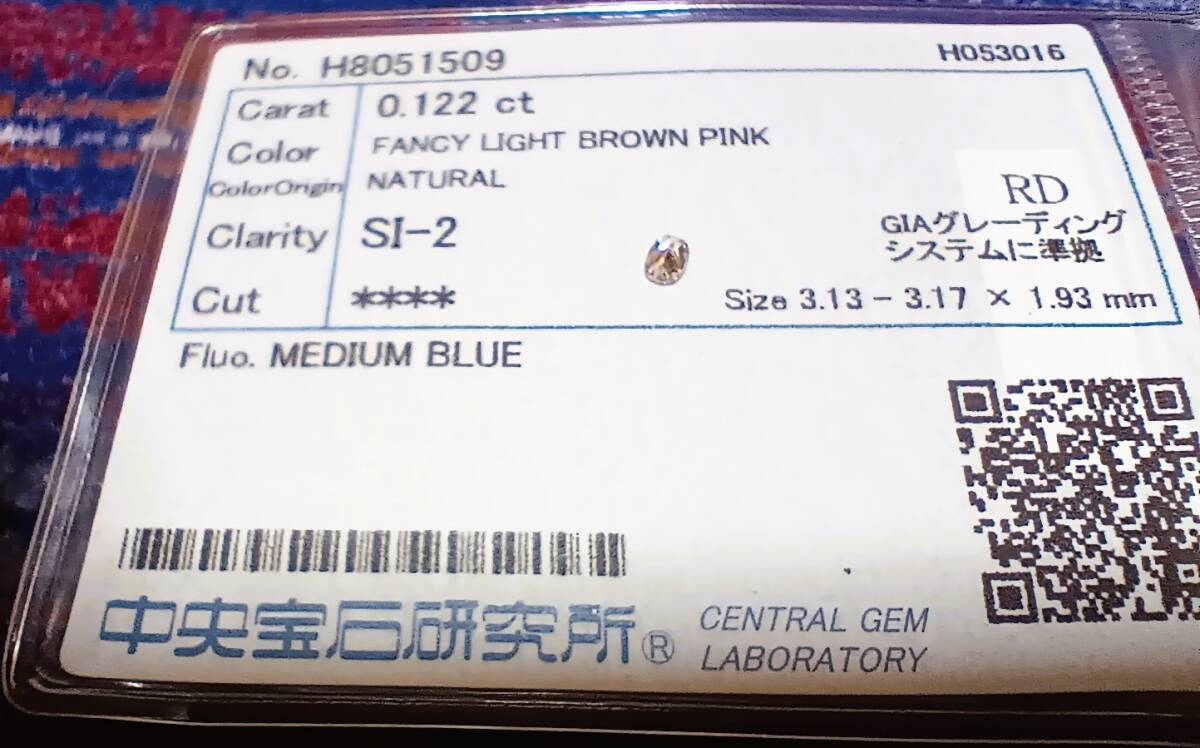 No. H8051509
H053016
Carat 0.122 ct
Color FANCY LIGHT BROWN PINK
ColorOrigin NATURAL
RD
Clarity SI-2
GIAグレーディング
システムに準拠
Cut ****
Size 3.13 - 3.17 × 1.93 mm
Fluo. MEDIUM BLUE
中央宝石研究所®
CENTRAL GEM
LABORATORY